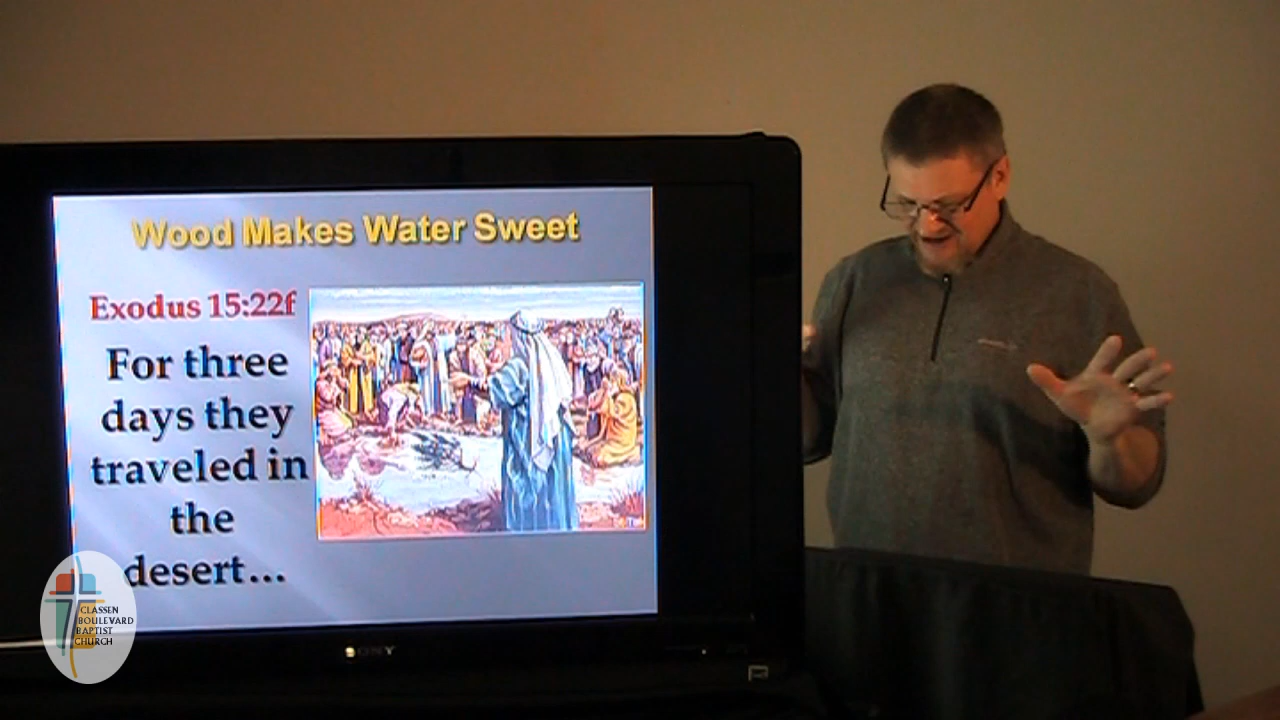 Wood Makes Water Sweet
Exodus 15:22f
For three
days they
traveled in
the
desert...
CLASSEN
BOULEVARD
BAPTIST
CHURCH
SONY